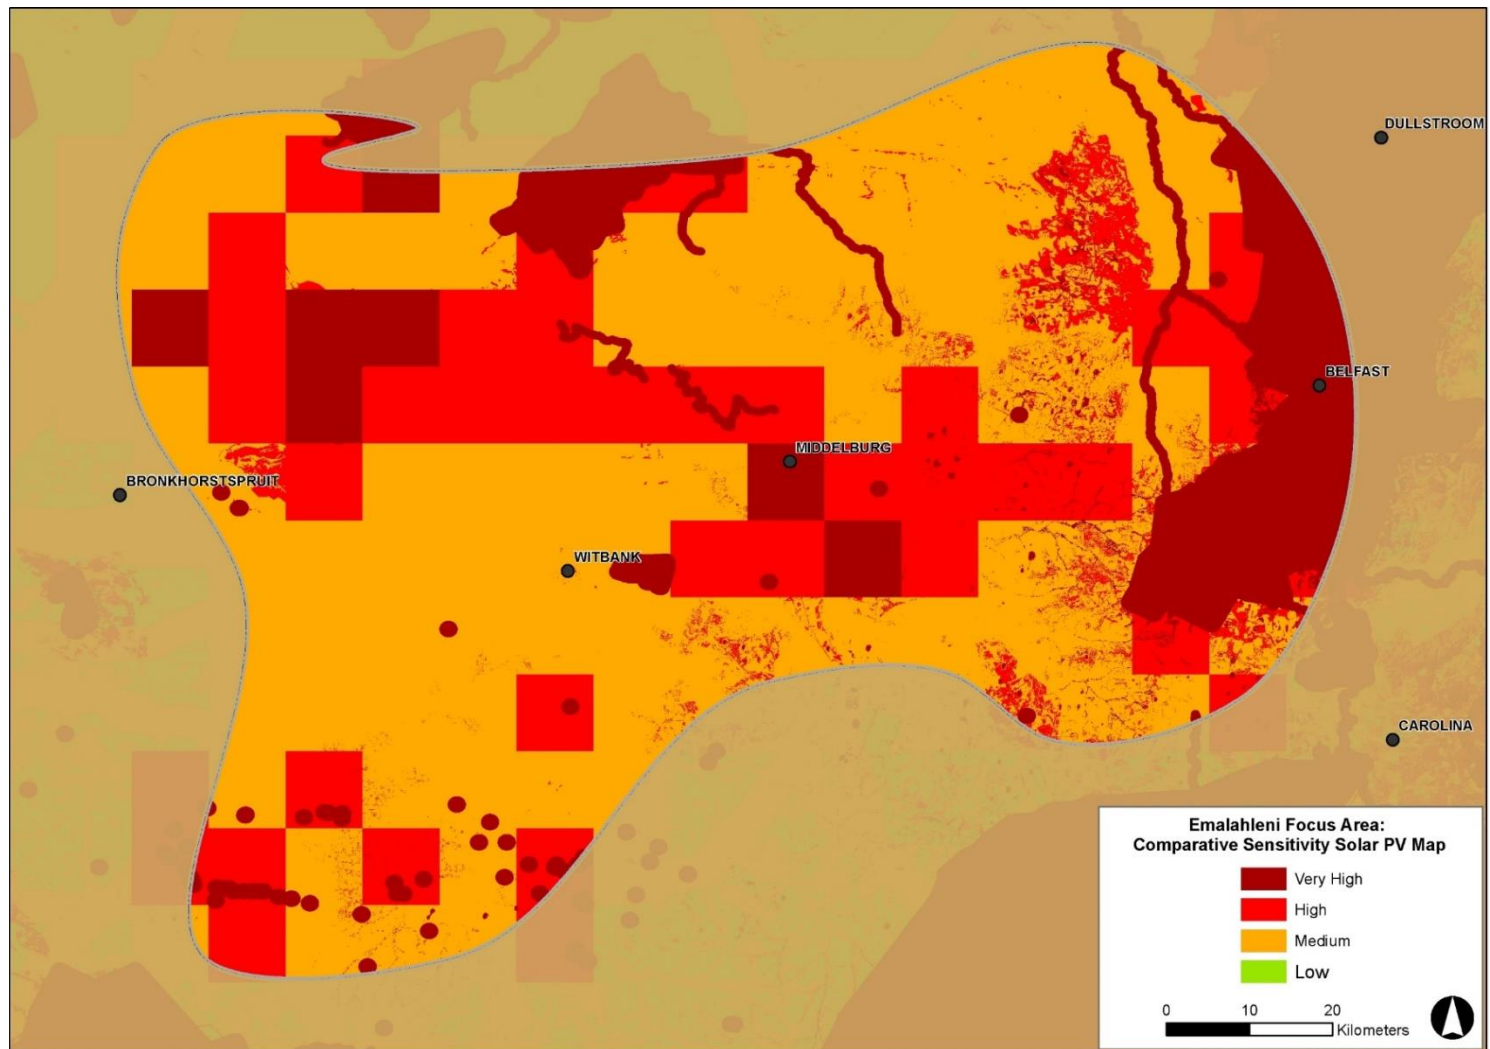 DULLSTROOM
BELFAST
MIDDELBURG
BRONKHORSTSPRUIT
WITBANK
CAROLINA
Emalahleni Focus Area:
Comparative Sensitivity Solar PV Map
Very High
High
Medium
Low
0 10 20
Kilometers